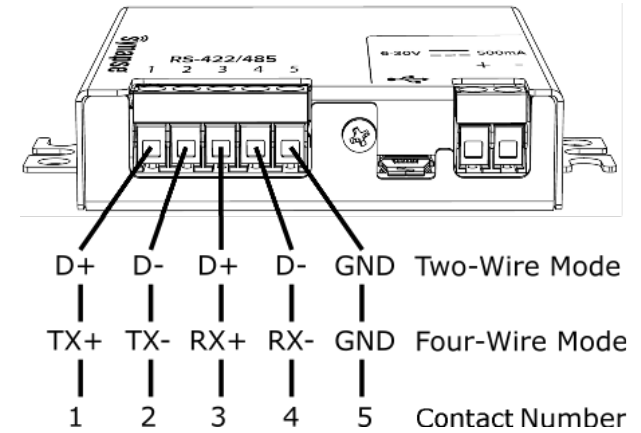 synapse
RS-422/485
1 2 3 4 5
6-30V 500mA
+ -
D+ D- D+ D- GND Two-Wire Mode
TX+ TX- RX+ RX- GND Four-Wire Mode
1 2 3 4 5 Contact Number